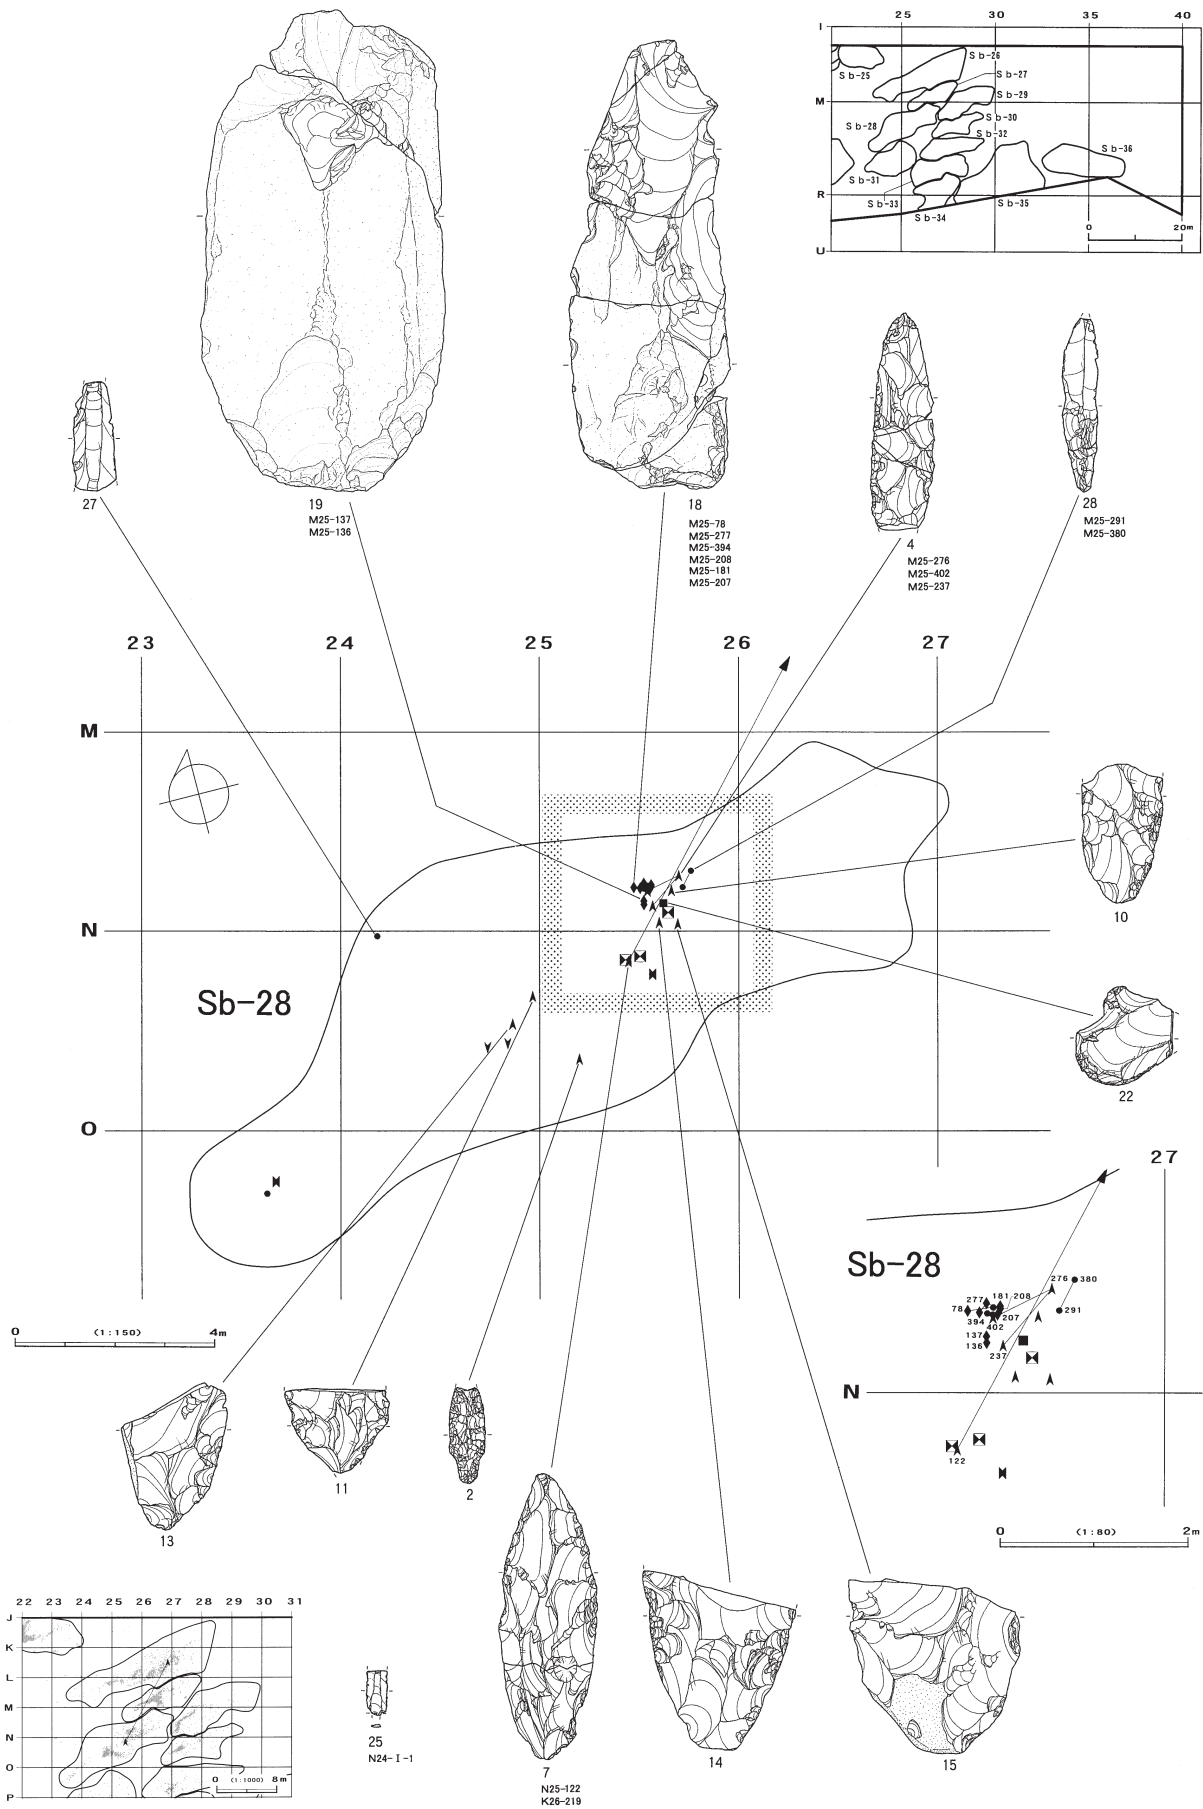 25 30 35 40
I
M
R
U
Sb-25
Sb-26
Sb-27
Sb-29
Sb-28
Sb-30
Sb-32
Sb-31
Sb-36
Sb-33
Sb-34
Sb-35
0 20m
27
19
M25-137
M25-136
18
M25-78
M25-277
M25-394
M25-208
M25-181
M25-207
4
M25-276
M25-402
M25-237
28
M25-291
M25-380
23 24 25 26 27
M
N
O
Sb-28
10
22
0 (1:150) 4m
27
Sb-28
276
380
277
181
208
78
291
394
207
402
137
136
237
N
122
0 (1:80) 2m
13
11
2
7
N25-122
K26-219
14
15
25
N24-I-1
22 23 24 25 26 27 28 29 30 31
J
K
L
M
N
O
P
0 (1:1000) 8m